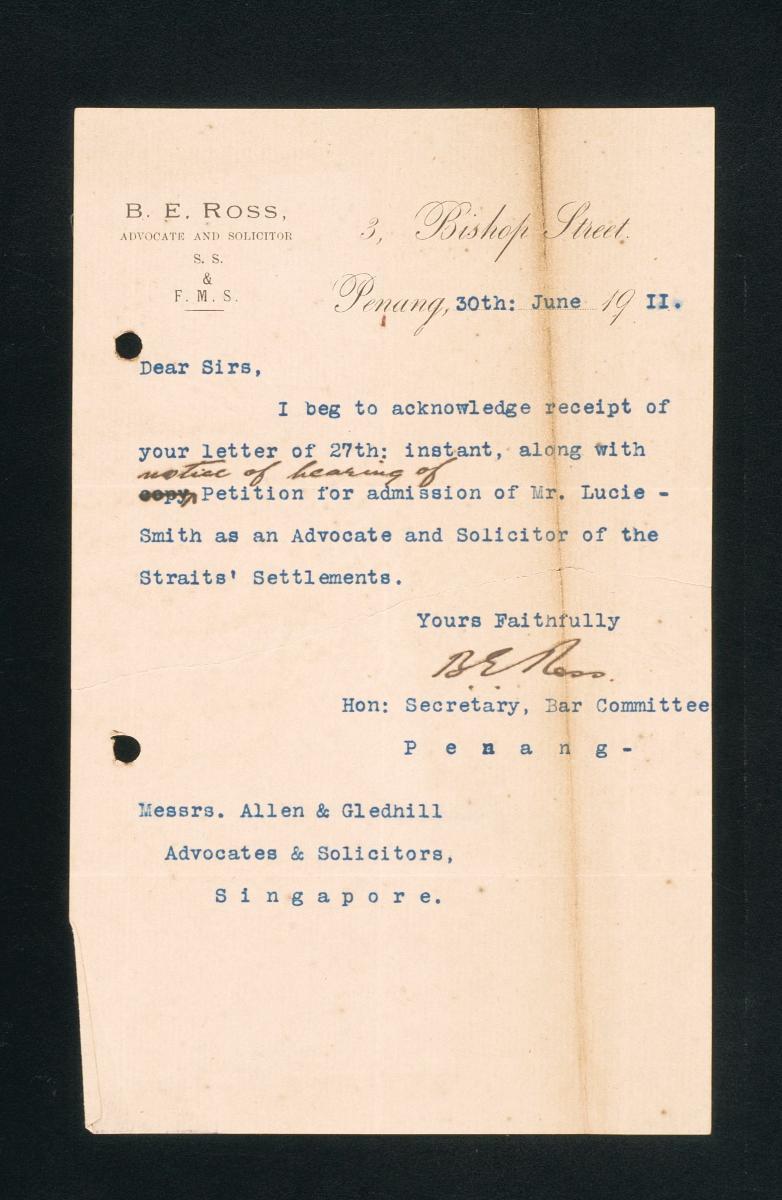 B. E. Ross,
ADVOCATE AND SOLICITOR
S. S.
&
F. M. S.
3, Bishop Street.
Penang, 30th: June 1911.
Dear Sirs,
I beg to acknowledge receipt of
your letter of 27th: instant, along with
notice of hearing of
copy, Petition for admission of Mr. Lucie -
Smith as an Advocate and Solicitor of the
Straits' Settlements.
Yours Faithfully
B E Ross.
Hon: Secretary, Bar Committee
P e n a n g -
Messrs. Allen & Gledhill
Advocates & Solicitors,
S i n g a p o r e.